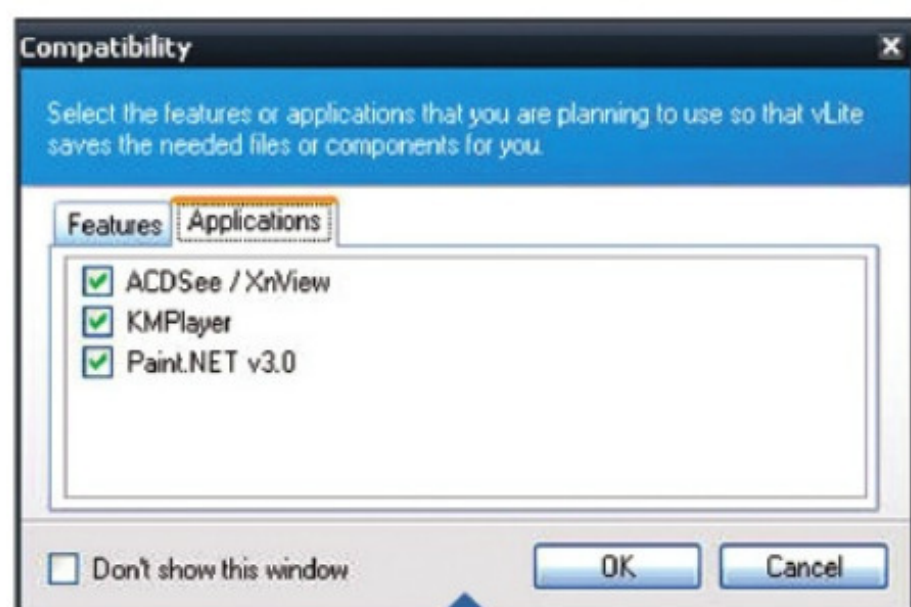 Compatibility
Select the features or applications that you are planning to use so that vLite
saves the needed files or components for you.
Features Applications
ACDSee / XnView
KMPlayer
Paint.NET v3.0
Don't show this window OK Cancel